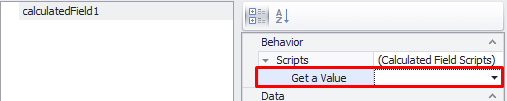 calculatedField1
Behavior
Scripts (Calculated Field Scripts)
Get a Value
Data